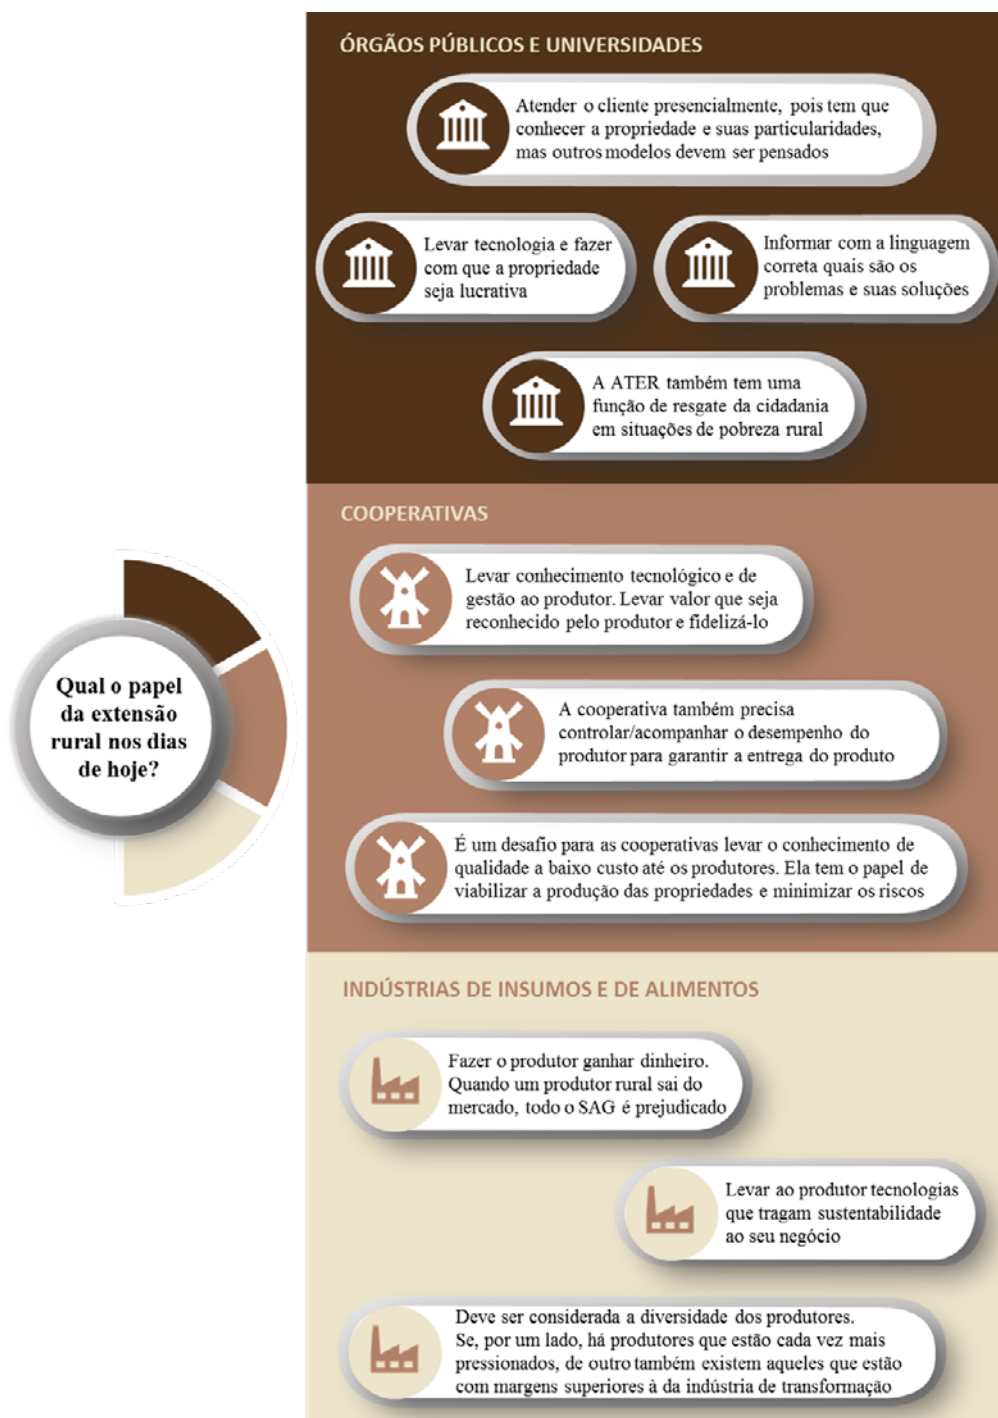 ÓRGÃOS PÚBLICOS E UNIVERSIDADES
Atender o cliente presencialmente, pois tem que
conhecer a propriedade e suas particularidades,
mas outros modelos devem ser pensados
Levar tecnologia e fazer
com que a propriedade
seja lucrativa
Informar com a linguagem
correta quais são os
problemas e suas soluções
A ATER também tem uma
função de resgate da cidadania
em situações de pobreza rural
Qual o papel
da extensão
rural nos dias
de hoje?
COOPERATIVAS
Levar conhecimento tecnológico e de
gestão ao produtor. Levar valor que seja
reconhecido pelo produtor e fidelizá-lo
A cooperativa também precisa
controlar/acompanhar o desempenho do
produtor para garantir a entrega do produto
É um desafio para as cooperativas levar o conhecimento de
qualidade a baixo custo até os produtores. Ela tem o papel de
viabilizar a produção das propriedades e minimizar os riscos
INDÚSTRIAS DE INSUMOS E DE ALIMENTOS
Fazer o produtor ganhar dinheiro.
Quando um produtor rural sai do
mercado, todo o SAG é prejudicado
Levar ao produtor tecnologias
que tragam sustentabilidade
ao seu negócio
Deve ser considerada a diversidade dos produtores.
Se, por um lado, há produtores que estão cada vez mais
pressionados, de outro também existem aqueles que estão
com margens superiores à da indústria de transformação